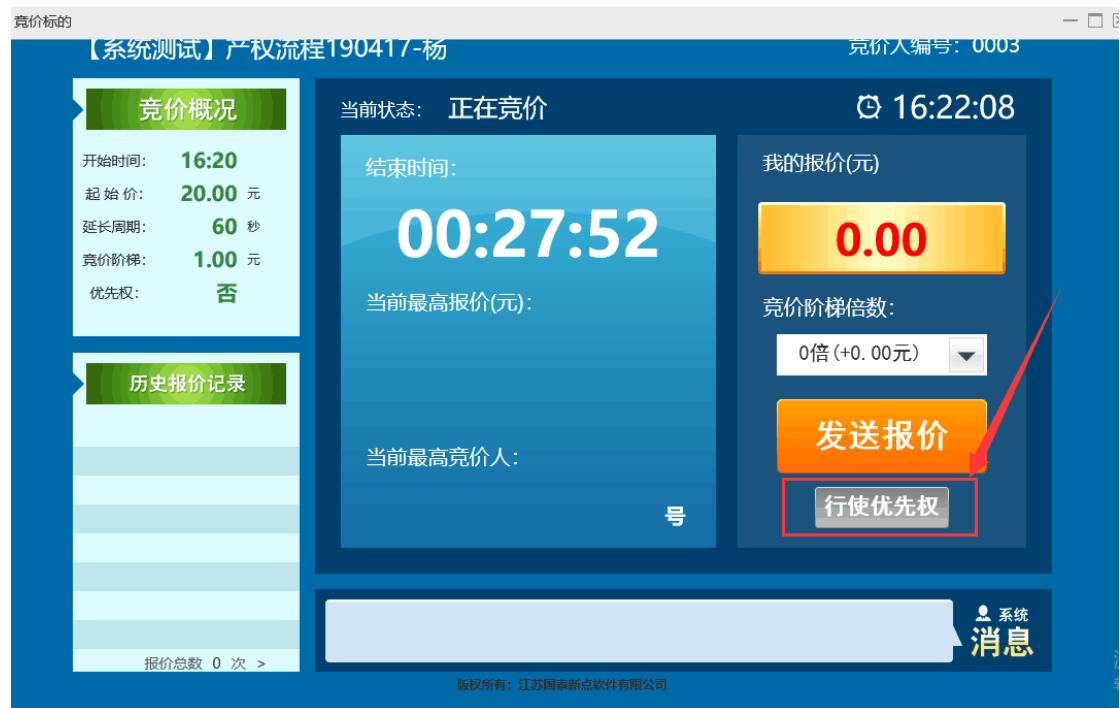 竞价标的
【系统测试】产权流程190417-杨
竞价人编号：0003
竞价概况
开始时间： 16:20
起 始 价： 20.00 元
延长周期： 60 秒
竞价阶梯： 1.00 元
优先权： 否
历史报价记录
报价总数 0 次 >
当前状态： 正在竞价
16:22:08
结束时间：
00:27:52
当前最高报价(元)：
当前最高竞价人：
号
我的报价(元)
0.00
竞价阶梯倍数：
0倍(+0.00元)
发送报价
行使优先权
系统
消息
版权所有：江苏国泰新点软件有限公司